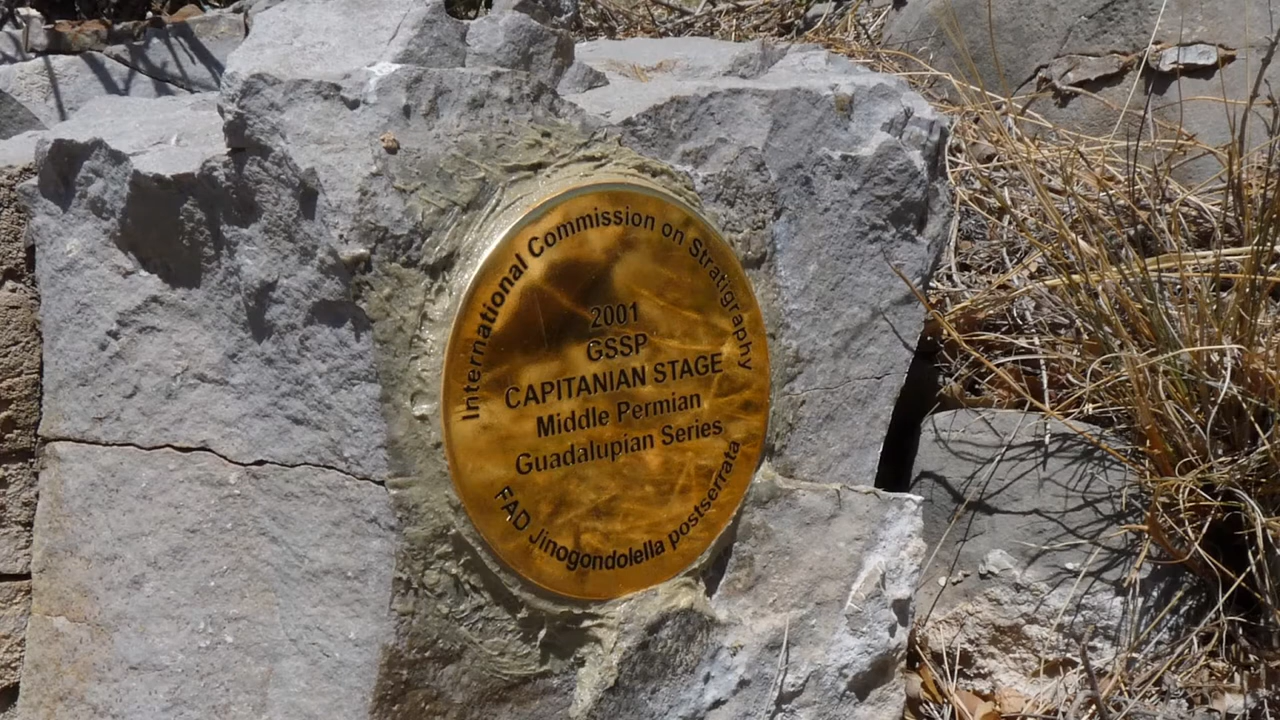 International Commission on Stratigraphy
2001
GSSP
CAPITANIAN STAGE
Middle Permian
Guadalupian Series
FAD Jinogondolella postserrata